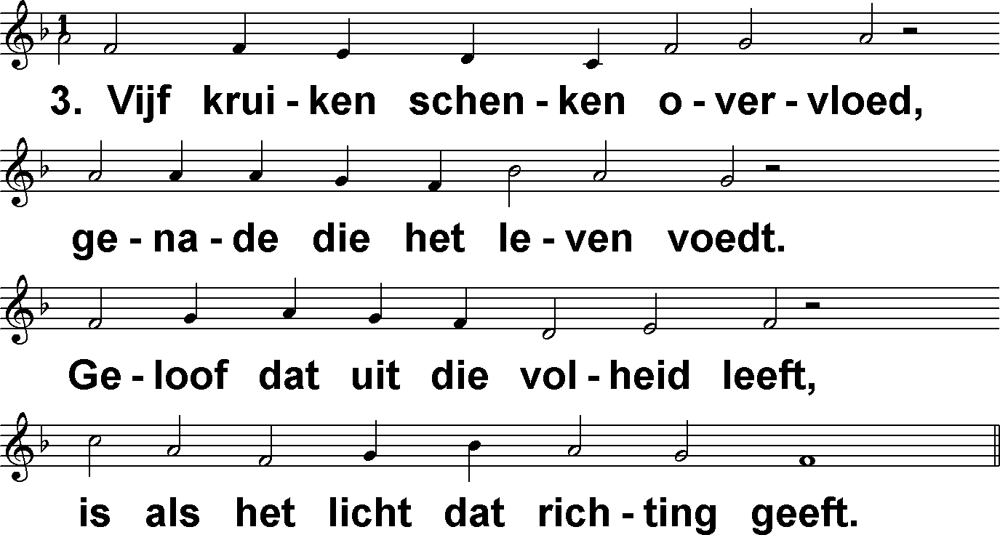 1
3. Vijf krui - ken schen - ken o - ver - vloed,
ge - na - de die het le - ven voedt.
Ge - loof dat uit die vol - heid leeft,
is als het licht dat rich - ting geeft.